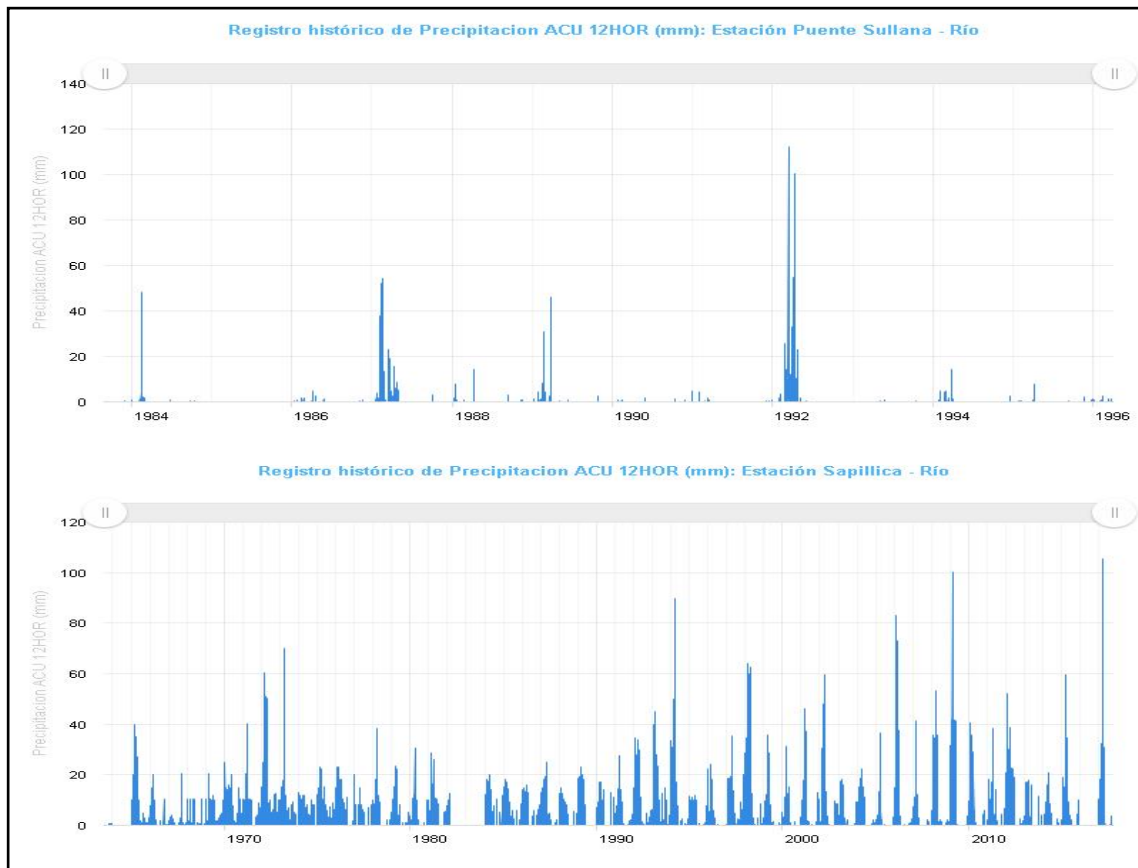 Registro histórico de Precipitacion ACU 12HOR (mm): Estación Puente Sullana - Río
140
120
100
80
60
40
20
0
Precipitacion ACU 12HOR (mm)
1984 1986 1988 1990 1992 1994 1996
Registro histórico de Precipitacion ACU 12HOR (mm): Estación Sapillica - Río
120
100
80
60
40
20
0
Precipitacion ACU 12HOR (mm)
1970 1980 1990 2000 2010